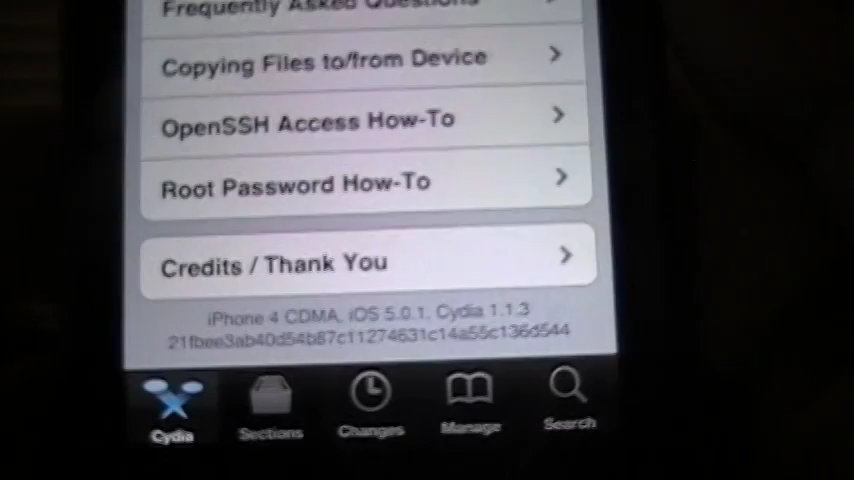 Frequently Asked Questions
Copying Files to/from Device
OpenSSH Access How-To
Root Password How-To
Credits / Thank You
iPhone 4 CDMA, iOS 5.0.1, Cydia 1.1.3
21fbee3ab40d54b87c11274631c14a55c136d544
Cydia
Sections
Changes
Manage
Search